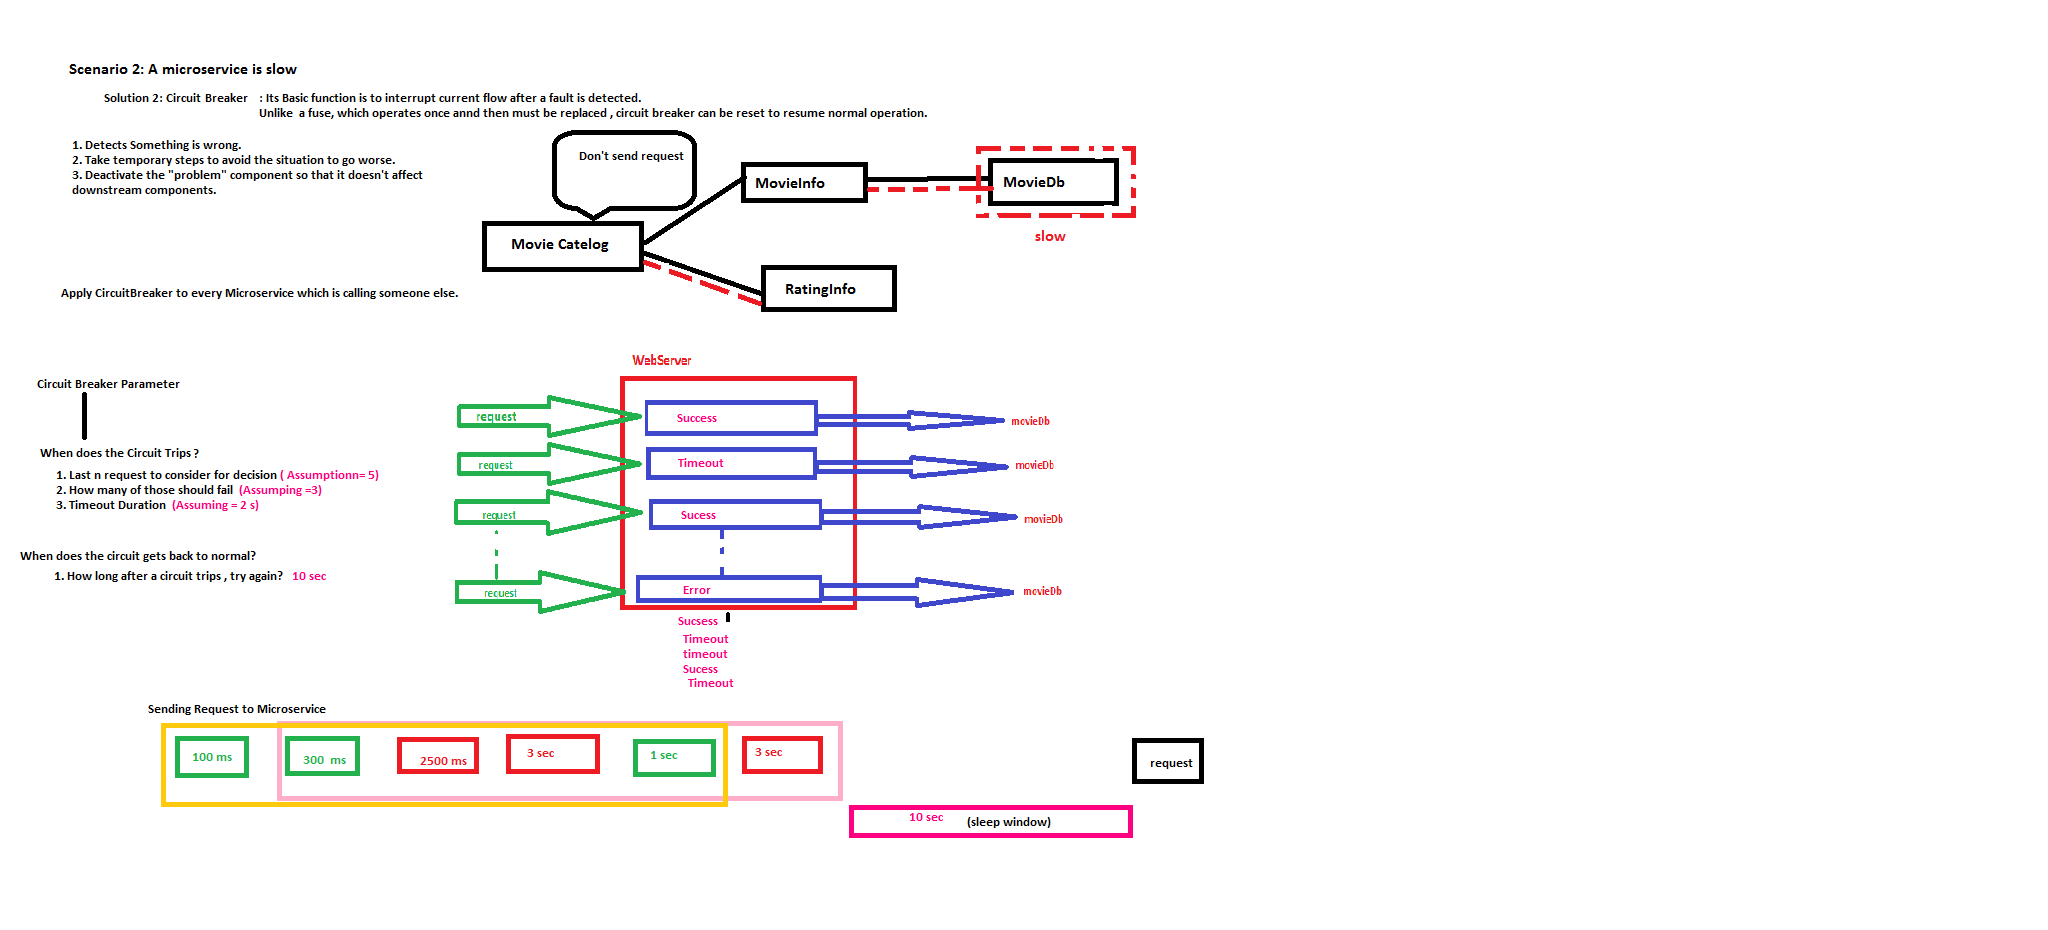 Scenario 2: A microservice is slow
Solution 2: Circuit Breaker : Its Basic function is to interrupt current flow after a fault is detected.
Unlike a fuse, which operates once annd then must be replaced , circuit breaker can be reset to resume normal operation.
1. Detects Something is wrong.
2. Take temporary steps to avoid the situation to go worse.
3. Deactivate the "problem" component so that it doesn't affect
downstream components.
Don't send request
MovieInfo
MovieDb
slow
Movie Catelog
RatingInfo
Apply CircuitBreaker to every Microservice which is calling someone else.
WebServer
Circuit Breaker Parameter
When does the Circuit Trips ?
1. Last n request to consider for decision ( Assumptionn= 5)
2. How many of those should fail (Assumping =3)
3. Timeout Duration (Assuming = 2 s)
When does the circuit gets back to normal?
1. How long after a circuit trips , try again? 10 sec
request
Success
movieDb
request
Timeout
movieDb
request
Sucess
movieDb
request
Error
movieDb
Sucsess
Timeout
timeout
Sucess
Timeout
Sending Request to Microservice
100 ms
300 ms
2500 ms
3 sec
1 sec
3 sec
request
10 sec (sleep window)